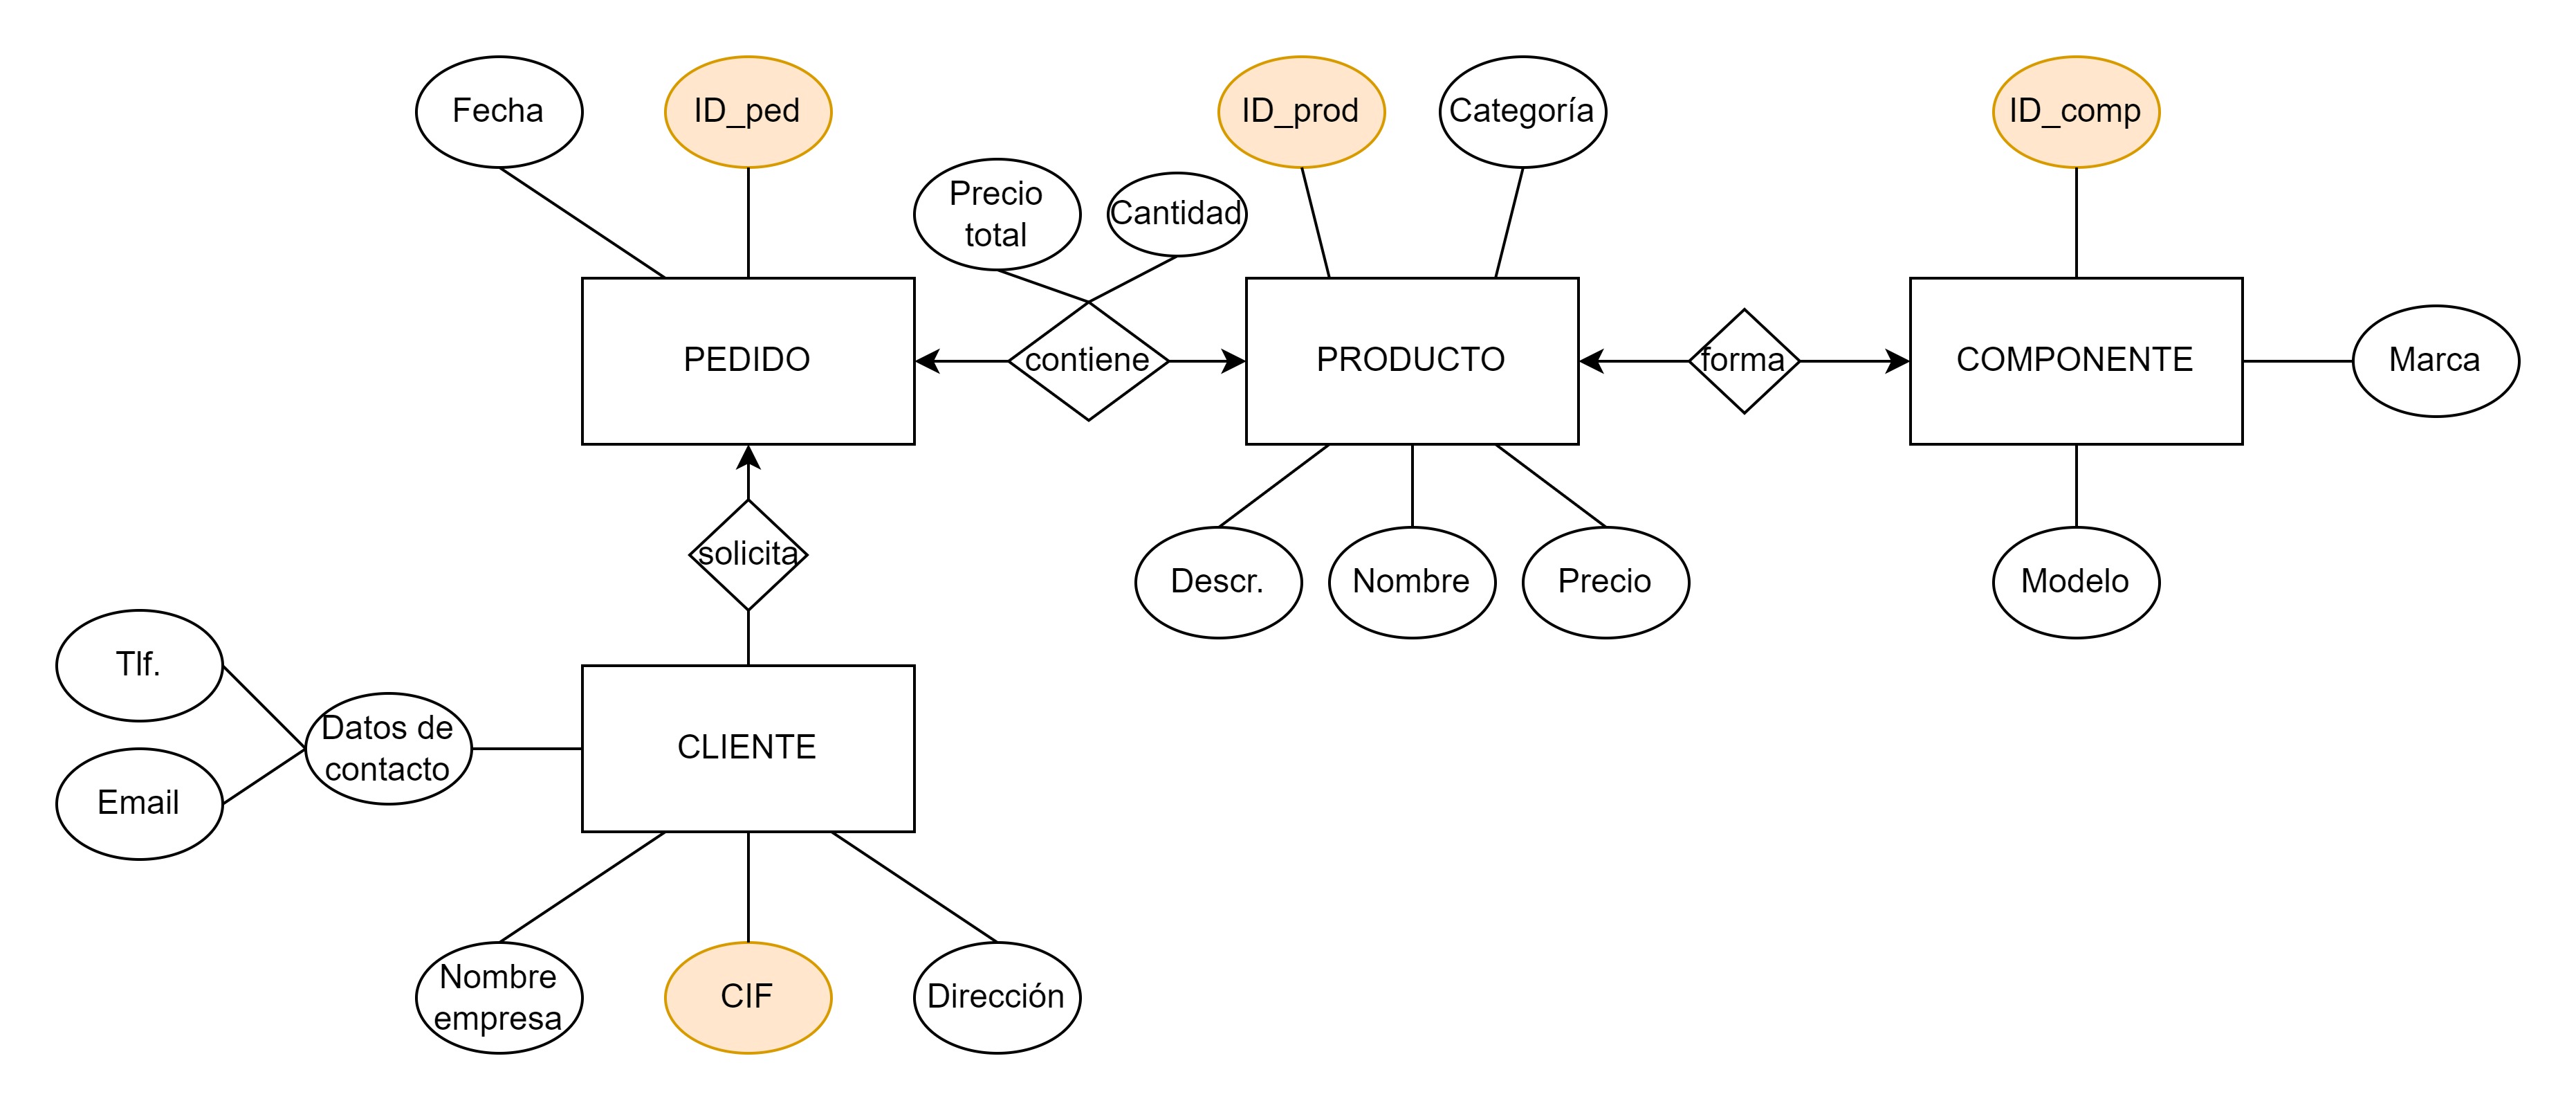 Fecha
ID_ped
ID_prod
Categoría
ID_comp
Precio
total
Cantidad
PEDIDO
contiene
PRODUCTO
forma
COMPONENTE
Marca
solicita
Descr.
Nombre
Precio
Modelo
Tlf.
Datos de
contacto
Email
CLIENTE
Nombre
empresa
CIF
Dirección